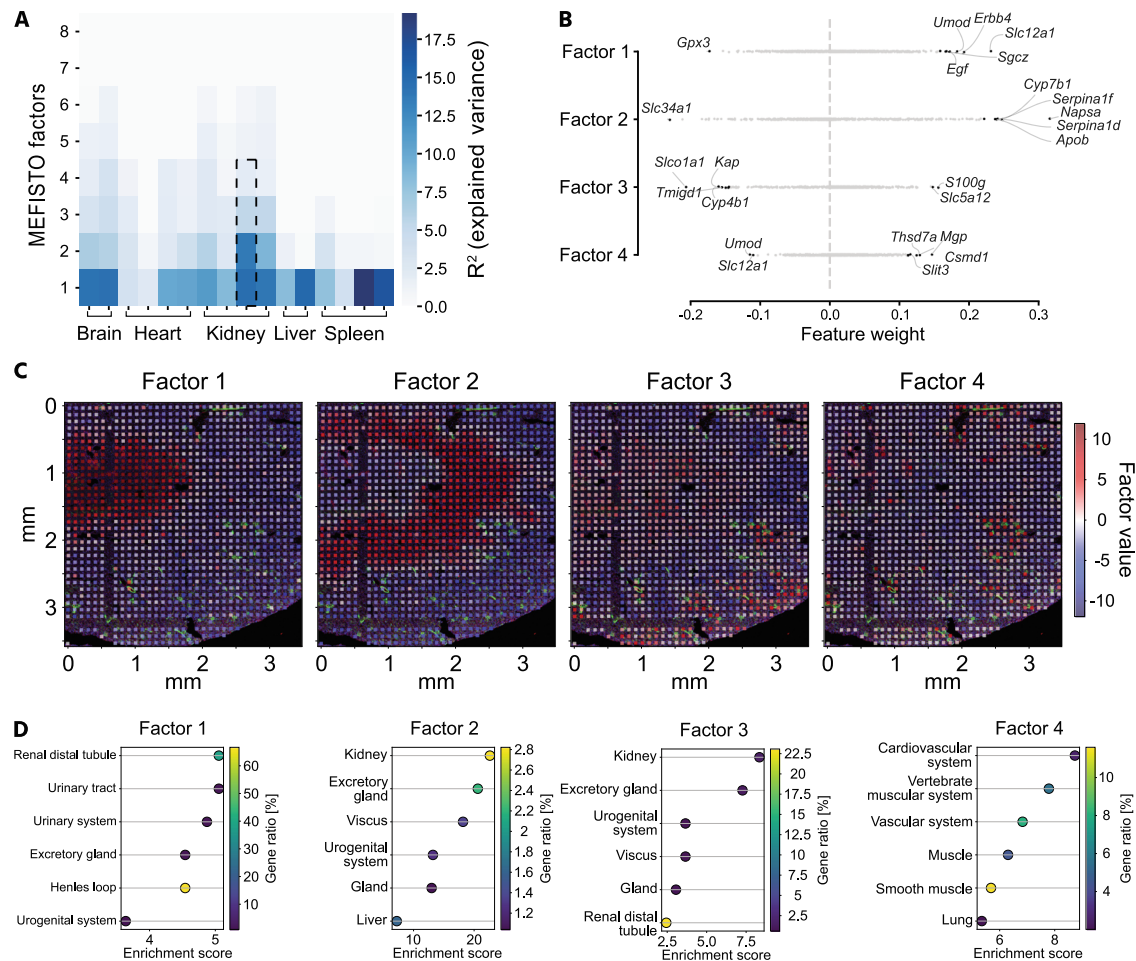 A
MEFISTO factors
8
7
6
5
4
3
2
1
Brain Heart Kidney Liver Spleen
17.5
15.0
12.5
10.0
7.5
5.0
2.5
0.0
R² (explained variance)
B
Factor 1
Factor 2
Factor 3
Factor 4
Gpx3
Umod
Erbb4
Slc12a1
Sgcz
Egf
Slc34a1
Cyp7b1
Serpina1f
Napsa
Serpina1d
Apob
Slco1a1
Kap
Tmigd1
Cyp4b1
S100g
Slc5a12
Umod
Slc12a1
Thsd7a
Mgp
Csmd1
Slit3
-0.2 -0.1 0.0 0.1 0.2 0.3
Feature weight
C
Factor 1 Factor 2 Factor 3 Factor 4
0
1
2
3
mm
0 1 2 3
mm
0 1 2 3
mm
0 1 2 3
mm
0 1 2 3
mm
10
5
0
-5
-10
Factor value
D
Factor 1
Renal distal tubule
Urinary tract
Urinary system
Excretory gland
Henles loop
Urogenital system
4 5
Enrichment score
60
50
40
30
20
10
Gene ratio [%]
Factor 2
Kidney
Excretory
gland
Viscus
Urogenital
system
Gland
Liver
10 20
Enrichment score
2.8
2.6
2.4
2.2
2
1.8
1.6
1.4
1.2
Gene ratio [%]
Factor 3
Kidney
Excretory gland
Urogenital
system
Viscus
Gland
Renal distal
tubule
2.5 5.0 7.5
Enrichment score
22.5
20.0
17.5
15.0
12.5
10.0
7.5
5.0
2.5
Gene ratio [%]
Factor 4
Cardiovascular
system
Vertebrate
muscular system
Vascular system
Muscle
Smooth muscle
Lung
6 8
Enrichment score
10
8
6
4
Gene ratio [%]